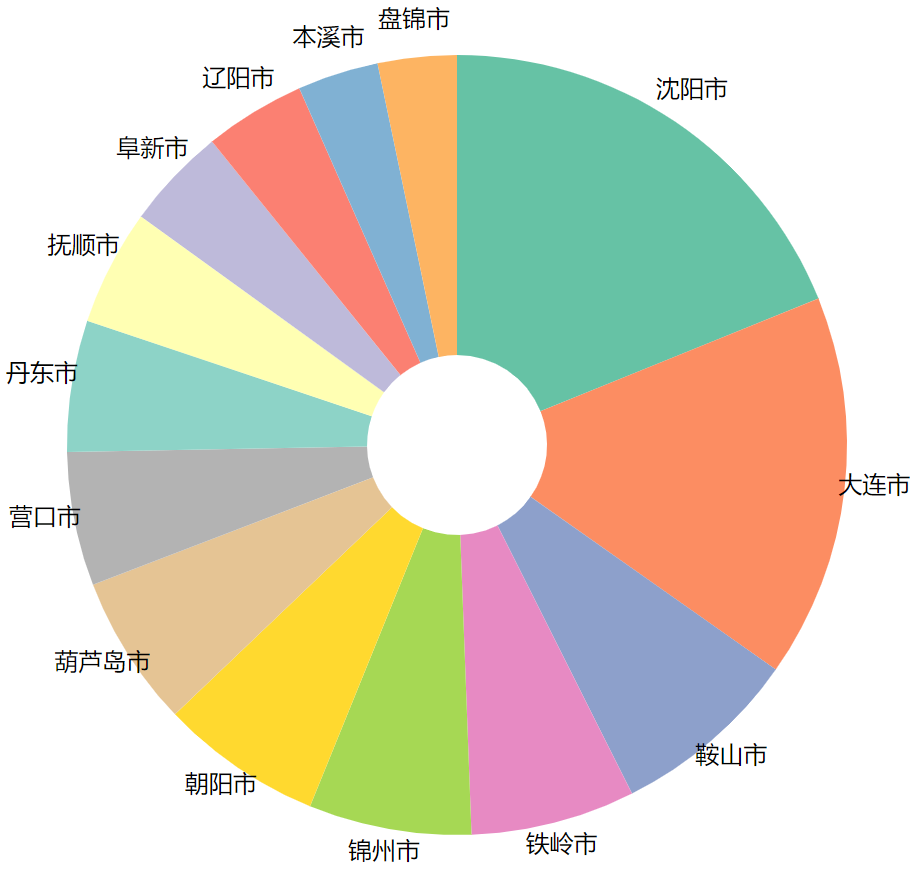 盘锦市
本溪市
辽阳市
沈阳市
阜新市
抚顺市
丹东市
大连市
营口市
葫芦岛市
鞍山市
朝阳市
铁岭市
锦州市